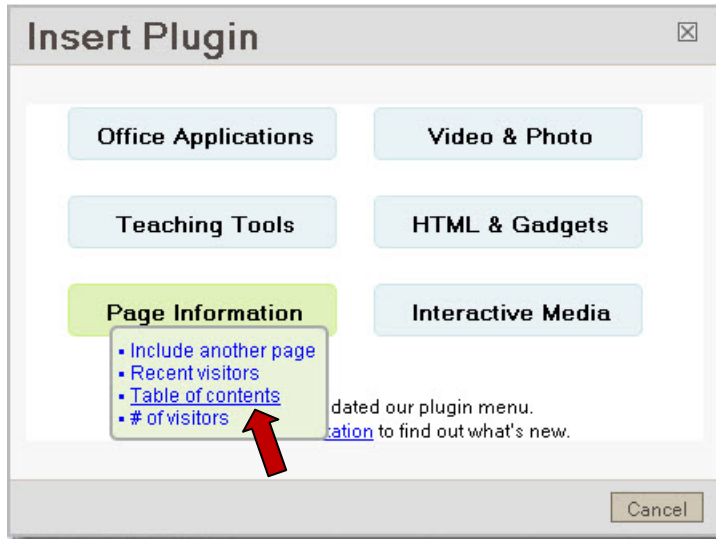 Insert Plugin
Office Applications
Video & Photo
Teaching Tools
HTML & Gadgets
Page Information
Interactive Media
▪ Include another page
▪ Recent visitors
▪ Table of contents
▪ # of visitors
dated our plugin menu.
tation to find out what's new.
Cancel